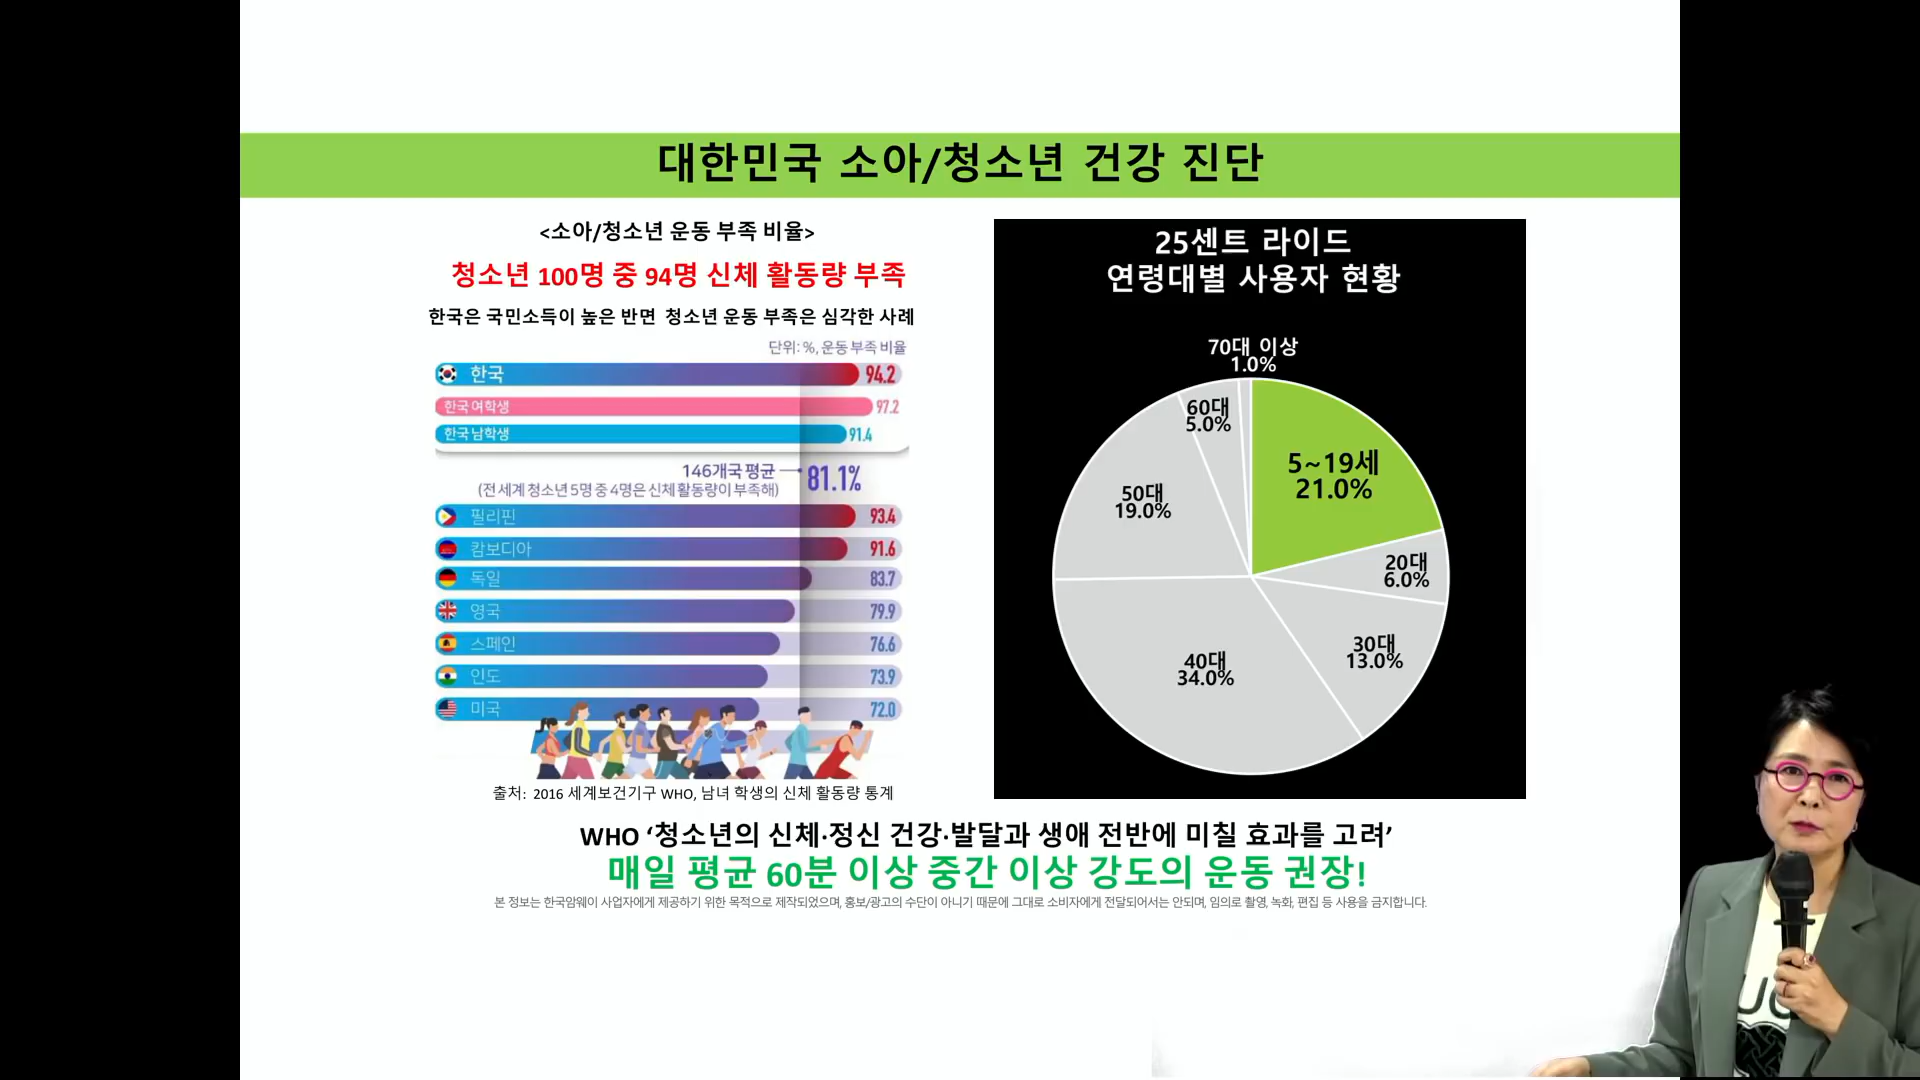 대한민국 소아/청소년 건강 진단
<소아/청소년 운동 부족 비율>
청소년 100명 중 94명 신체 활동량 부족
한국은 국민소득이 높은 반면 청소년 운동 부족은 심각한 사례
단위: %, 운동 부족 비율
한국 94.2
한국 여학생 97.2
한국 남학생 91.4
146개국 평균 81.1%
(전 세계 청소년 5명 중 4명은 신체 활동량이 부족해)
필리핀 93.4
캄보디아 91.6
독일 83.7
영국 79.9
스페인 76.6
인도 73.9
미국 72.0
출처: 2016 세계보건기구 WHO, 남녀 학생의 신체 활동량 통계
25센트 라이드
연령대별 사용자 현황
70대 이상
1.0%
60대
5.0%
5~19세
21.0%
50대
19.0%
20대
6.0%
30대
13.0%
40대
34.0%
WHO ‘청소년의 신체·정신 건강·발달과 생애 전반에 미칠 효과를 고려’
매일 평균 60분 이상 중간 이상 강도의 운동 권장!
본 정보는 한국암웨이 사업자에게 제공하기 위한 목적으로 제작되었으며, 홍보/광고의 수단이 아니기 때문에 그대로 소비자에게 전달되어서는 안되며, 임의로 촬영, 녹화, 편집 등 사용을 금지합니다.